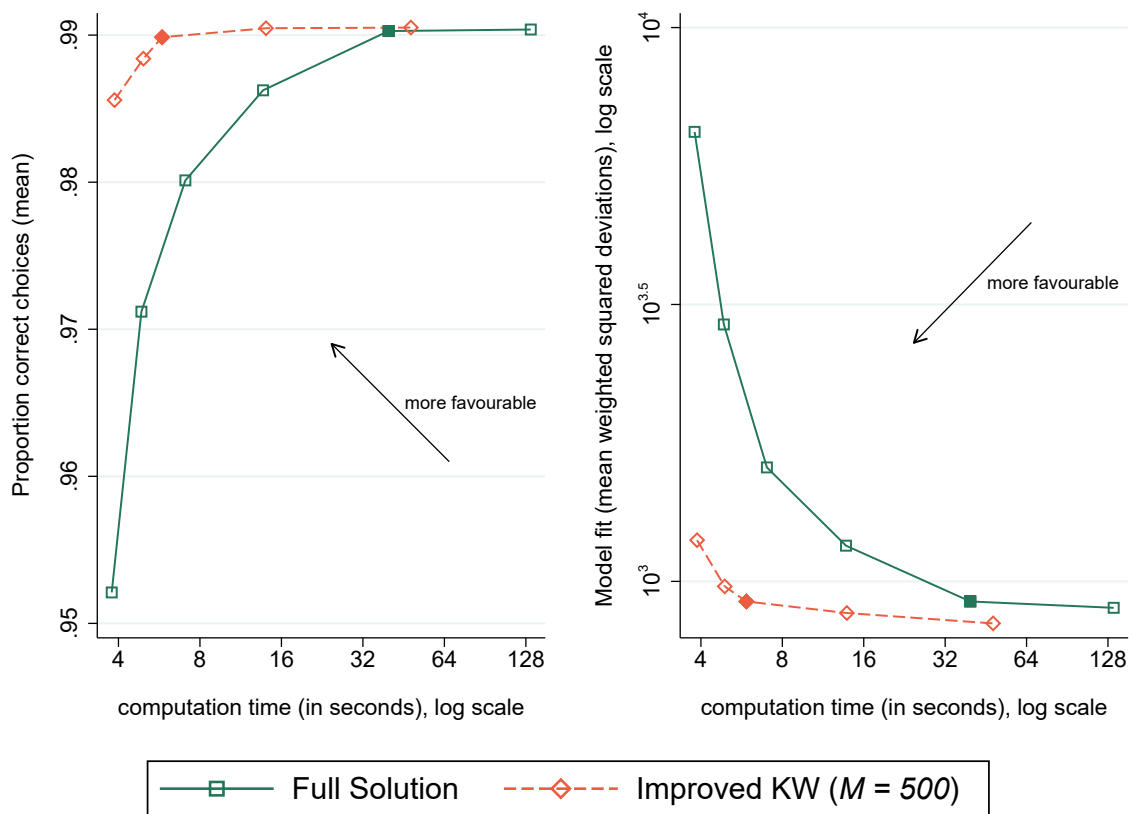 Proportion correct choices (mean)
.99
.98
.97
.96
.95
more favourable
4 8 16 32 64 128
computation time (in seconds), log scale
Model fit (mean weighted squared deviations), log scale
10^4
10^3.5
10^3
more favourable
4 8 16 32 64 128
computation time (in seconds), log scale
Full Solution
Improved KW (M = 500)